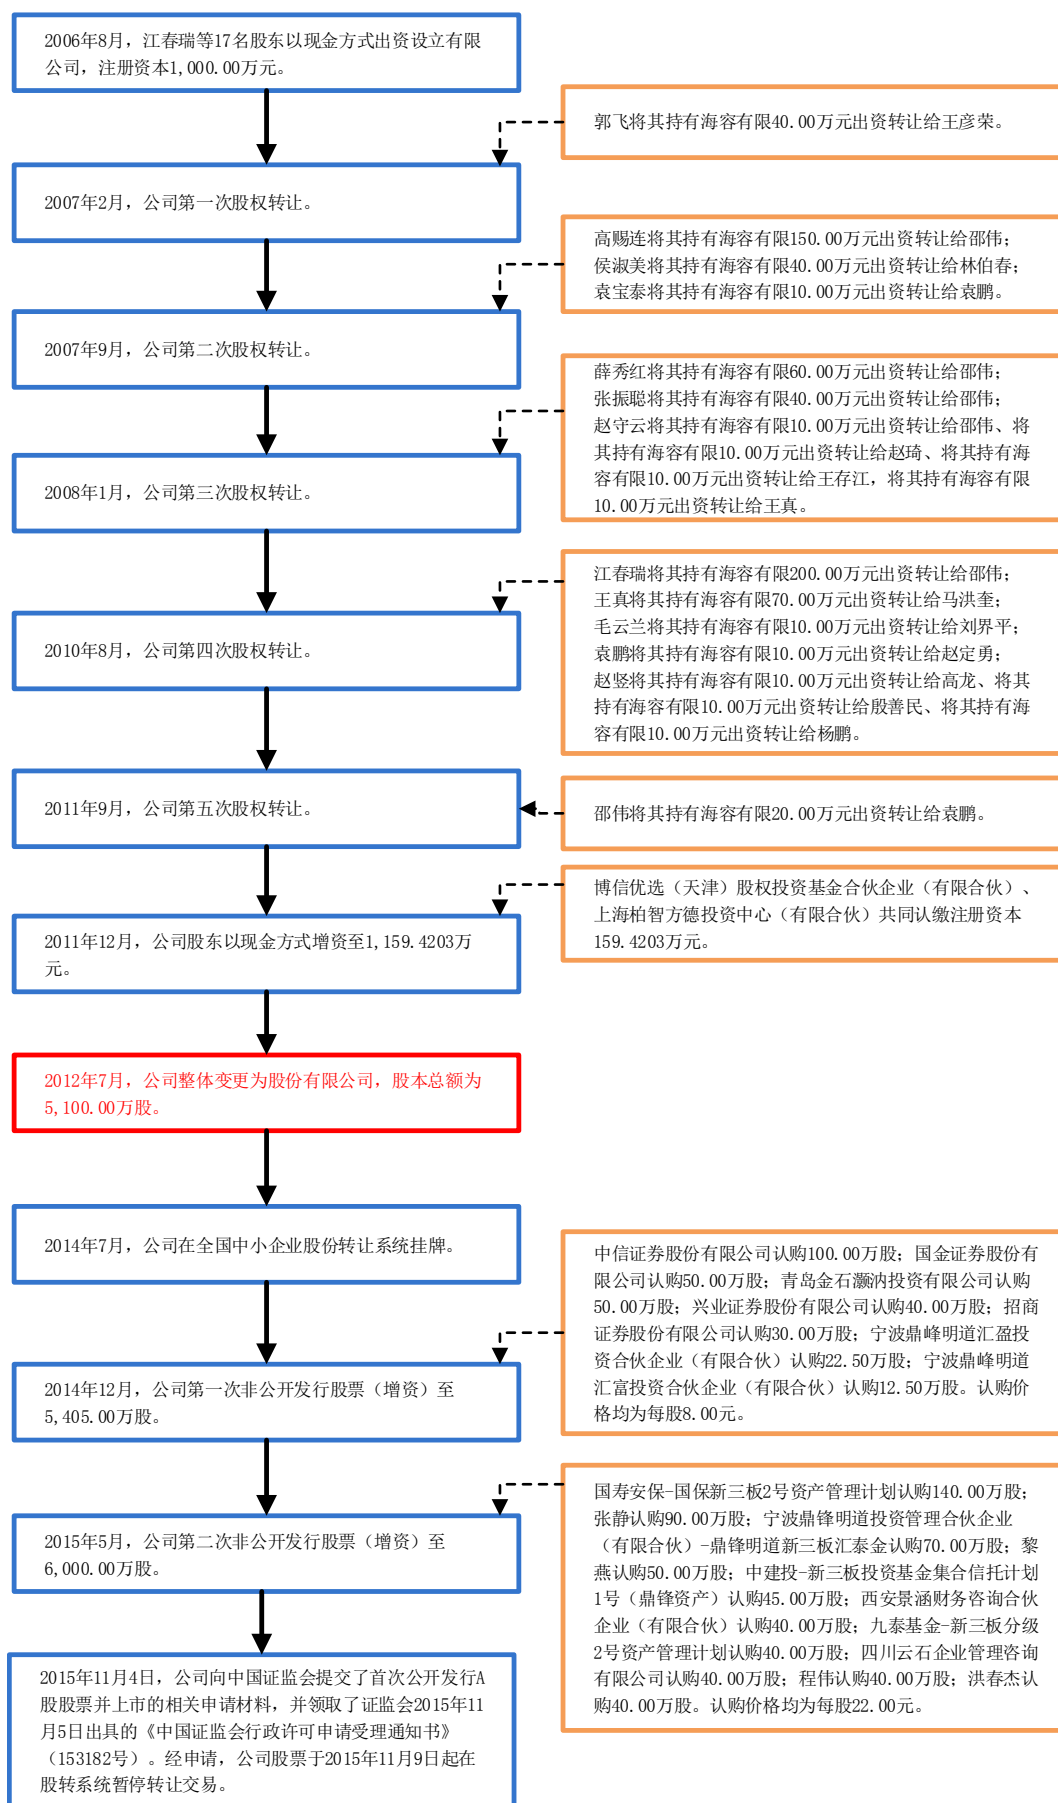 2006年8月，江春瑞等17名股东以现金方式出资设立有限
公司，注册资本1,000.00万元。
郭飞将其持有海容有限40.00万元出资转让给王彦荣。
2007年2月，公司第一次股权转让。
高赐连将其持有海容有限150.00万元出资转让给邵伟；
侯淑美将其持有海容有限40.00万元出资转让给林伯春；
袁宝泰将其持有海容有限10.00万元出资转让给袁鹏。
2007年9月，公司第二次股权转让。
薛秀红将其持有海容有限60.00万元出资转让给邵伟；
张振聪将其持有海容有限40.00万元出资转让给邵伟；
赵守云将其持有海容有限10.00万元出资转让给邵伟、将
其持有海容有限10.00万元出资转让给赵琦、将其持有海
容有限10.00万元出资转让给王存江，将其持有海容有限
10.00万元出资转让给王真。
2008年1月，公司第三次股权转让。
江春瑞将其持有海容有限200.00万元出资转让给邵伟；
王真将其持有海容有限70.00万元出资转让给马洪奎；
毛云兰将其持有海容有限10.00万元出资转让给刘界平；
袁鹏将其持有海容有限10.00万元出资转让给赵定勇；
赵坚将其持有海容有限10.00万元出资转让给高龙、将其
持有海容有限10.00万元出资转让给殷善民、将其持有海
容有限10.00万元出资转让给杨鹏。
2010年8月，公司第四次股权转让。
2011年9月，公司第五次股权转让。
邵伟将其持有海容有限20.00万元出资转让给袁鹏。
博信优选（天津）股权投资基金合伙企业（有限合伙）、
上海柏智方德投资中心（有限合伙）共同认缴注册资本
159.4203万元。
2011年12月，公司股东以现金方式增资至1,159.4203万
元。
2012年7月，公司整体变更为股份有限公司，股本总额为
5,100.00万股。
2014年7月，公司在全国中小企业股份转让系统挂牌。
中信证券股份有限公司认购100.00万股；国金证券股份有
限公司认购50.00万股；青岛金石灏汭投资有限公司认购
50.00万股；兴业证券股份有限公司认购40.00万股；招商
证券股份有限公司认购30.00万股；宁波鼎峰明道汇盈投
资合伙企业（有限合伙）认购22.50万股；宁波鼎峰明道
汇富投资合伙企业（有限合伙）认购12.50万股。认购价
格均为每股8.00元。
2014年12月，公司第一次非公开发行股票（增资）至
5,405.00万股。
国寿安保-国保新三板2号资产管理计划认购140.00万股；
张静认购90.00万股；宁波鼎锋明道投资管理合伙企业
（有限合伙）-鼎锋明道新三板汇泰金认购70.00万股；黎
燕认购50.00万股；中建投-新三板投资基金集合信托计划
1号（鼎锋资产）认购45.00万股；西安景涵财务咨询合伙
企业（有限合伙）认购40.00万股；九泰基金-新三板分级
2号资产管理计划认购40.00万股；四川云石企业管理咨询
有限公司认购40.00万股；程伟认购40.00万股；洪春杰认
购40.00万股。认购价格均为每股22.00元。
2015年5月，公司第二次非公开发行股票（增资）至
6,000.00万股。
2015年11月4日，公司向中国证监会提交了首次公开发行A
股股票并上市的相关申请材料，并领取了证监会2015年11
月5日出具的《中国证监会行政许可申请受理通知书》
（153182号）。经申请，公司股票于2015年11月9日起在
股转系统暂停转让交易。